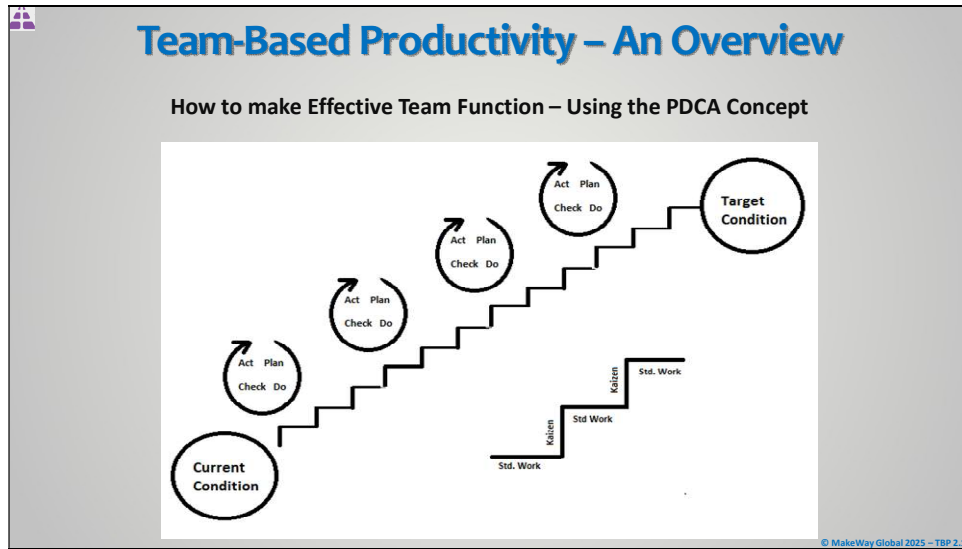 Team-Based Productivity – An Overview
How to make Effective Team Function – Using the PDCA Concept
Act Plan
Check Do
Target
Condition
Act Plan
Check Do
Act Plan
Check Do
Act Plan
Check Do
Kaizen
Std. Work
Kaizen
Std Work
Std. Work
Current
Condition
© MakeWay Global 2025 – TBP 2.